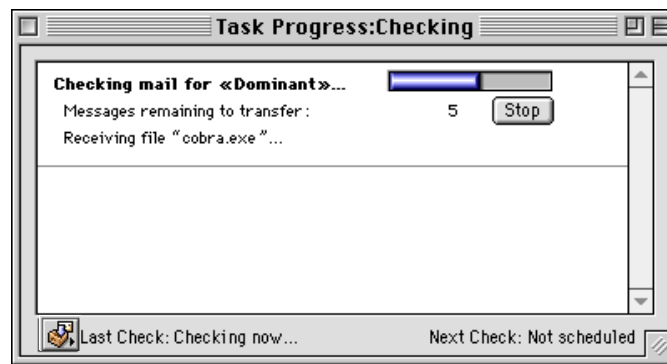 Task Progress:Checking
Checking mail for «Dominant»...
Messages remaining to transfer: 5 Stop
Receiving file "cobra.exe"...
Last Check: Checking now... Next Check: Not scheduled